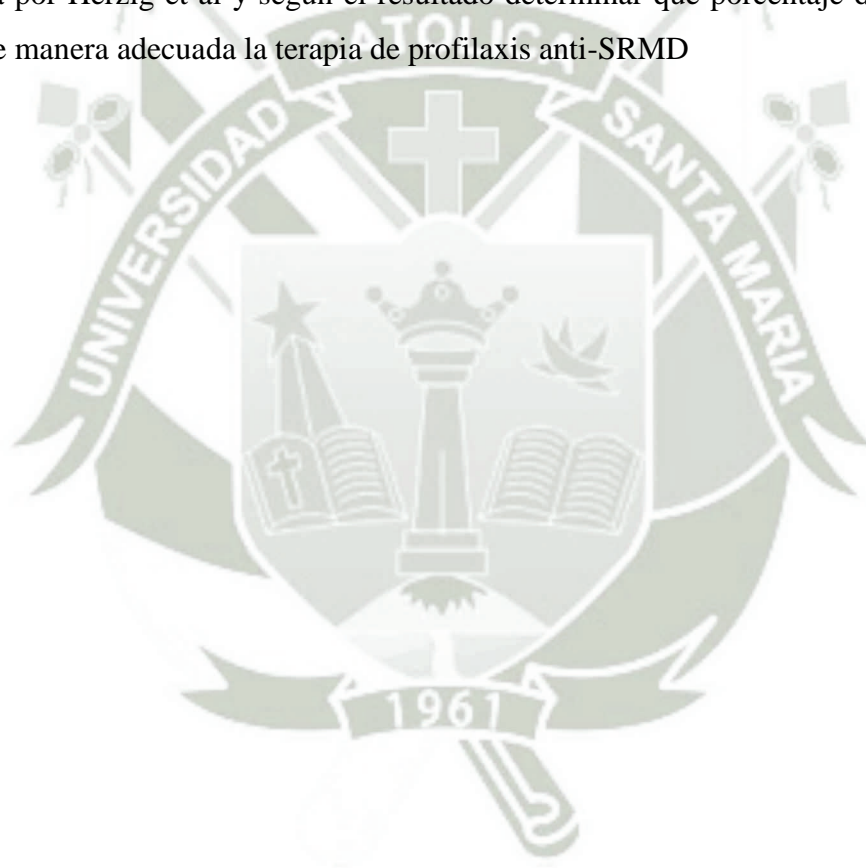 por Herzig et al y según el resultado determinar que porcentaje
manera adecuada la terapia de profilaxis anti-SRMD
UNIVERSIDAD
CATOLICA
SANTA MARIA
1961